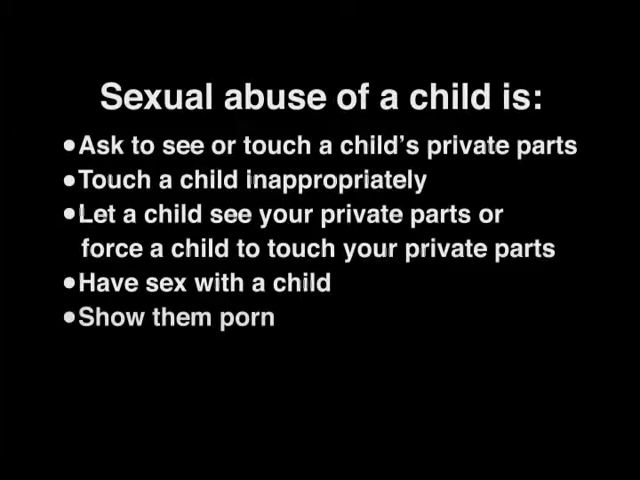 Sexual abuse of a child is:
•Ask to see or touch a child's private parts
•Touch a child inappropriately
•Let a child see your private parts or
force a child to touch your private parts
•Have sex with a child
•Show them porn